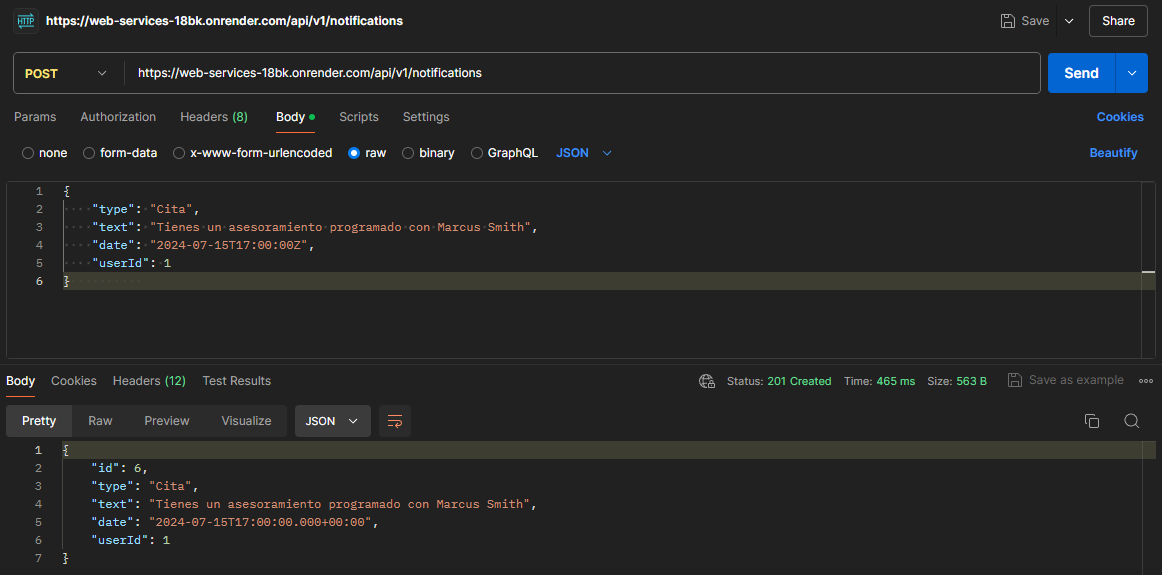 HTTP https://web-services-18bk.onrender.com/api/v1/notifications Save Share
POST https://web-services-18bk.onrender.com/api/v1/notifications Send
Params Authorization Headers (8) Body Scripts Settings Cookies
none form-data x-www-form-urlencoded raw binary GraphQL JSON Beautify
1 {
2 "type": "Cita",
3 "text": "Tienes un asesoramiento programado con Marcus Smith",
4 "date": "2024-07-15T17:00:00Z",
5 "userId": 1
6 }
Body Cookies Headers (12) Test Results Status: 201 Created Time: 465 ms Size: 563 B Save as example
Pretty Raw Preview Visualize JSON
1 {
2 "id": 6,
3 "type": "Cita",
4 "text": "Tienes un asesoramiento programado con Marcus Smith",
5 "date": "2024-07-15T17:00:00.000+00:00",
6 "userId": 1
7 }